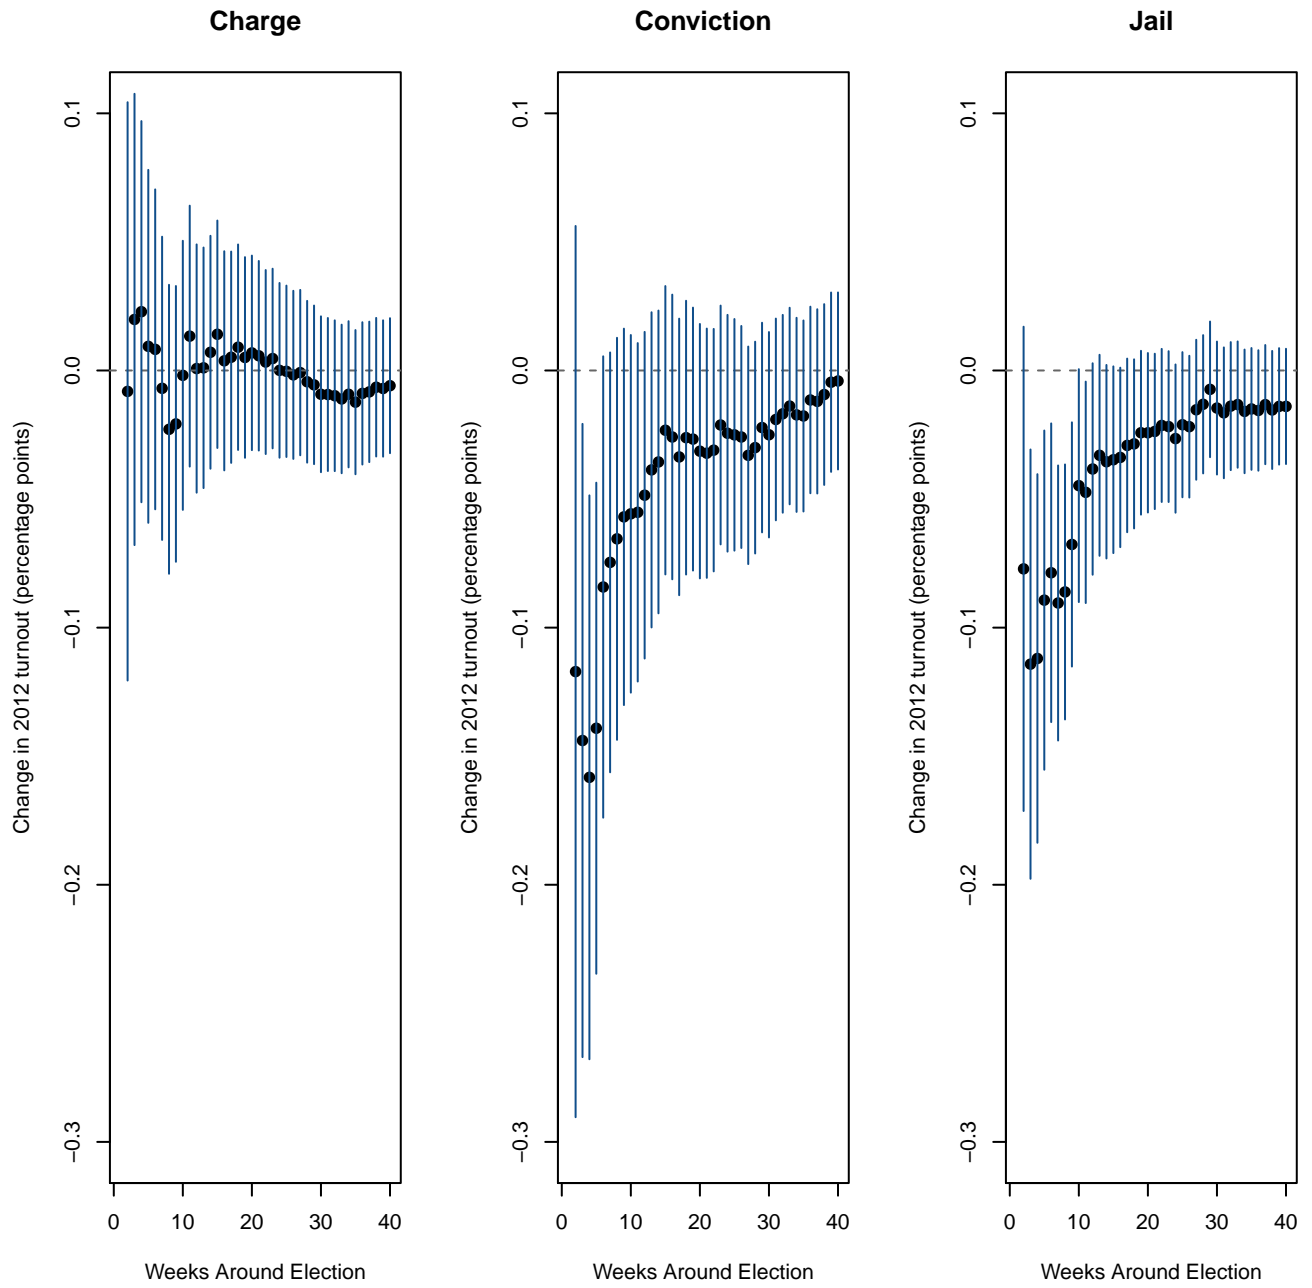 Charge
Change in 2012 turnout (percentage points)
0.1
0.0
−0.1
−0.2
−0.3
0 10 20 30 40
Weeks Around Election
Conviction
Change in 2012 turnout (percentage points)
0.1
0.0
−0.1
−0.2
−0.3
0 10 20 30 40
Weeks Around Election
Jail
Change in 2012 turnout (percentage points)
0.1
0.0
−0.1
−0.2
−0.3
0 10 20 30 40
Weeks Around Election